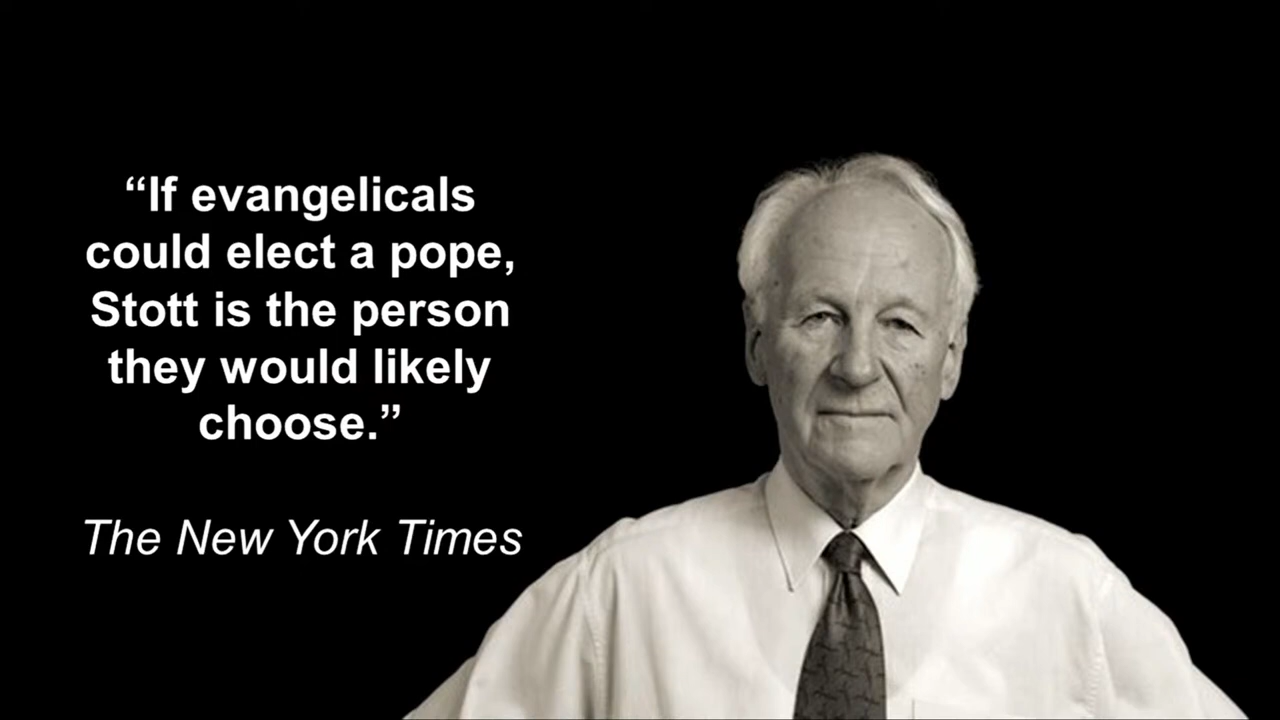 “If evangelicals
could elect a pope,
Stott is the person
they would likely
choose.”
The New York Times